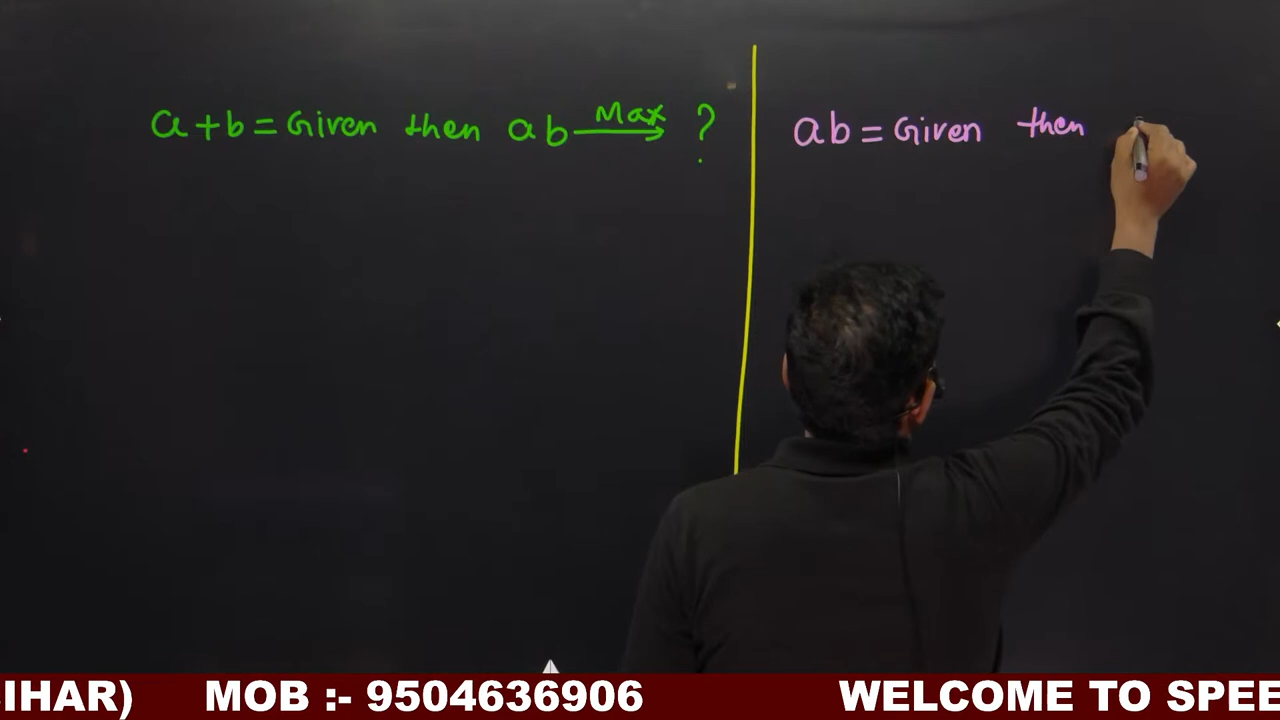 a+b = Given then ab Max → ?
ab = Given then
IHAR) MOB :- 9504636906 WELCOME TO SPEE